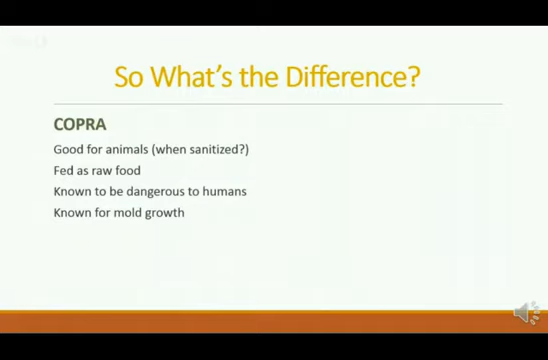 So What's the Difference?
COPRA
Good for animals (when sanitized?)
Fed as raw food
Known to be dangerous to humans
Known for mold growth